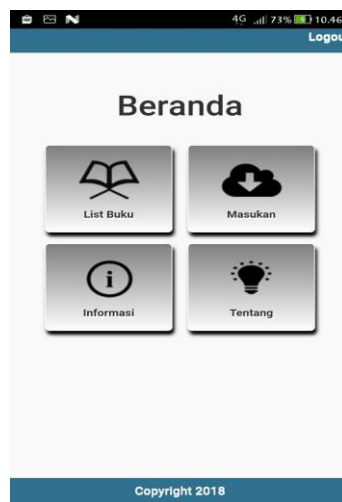 4G 73% 10.46
Logou
Beranda
List Buku Masukan
Informasi Tentang
Copyright 2018